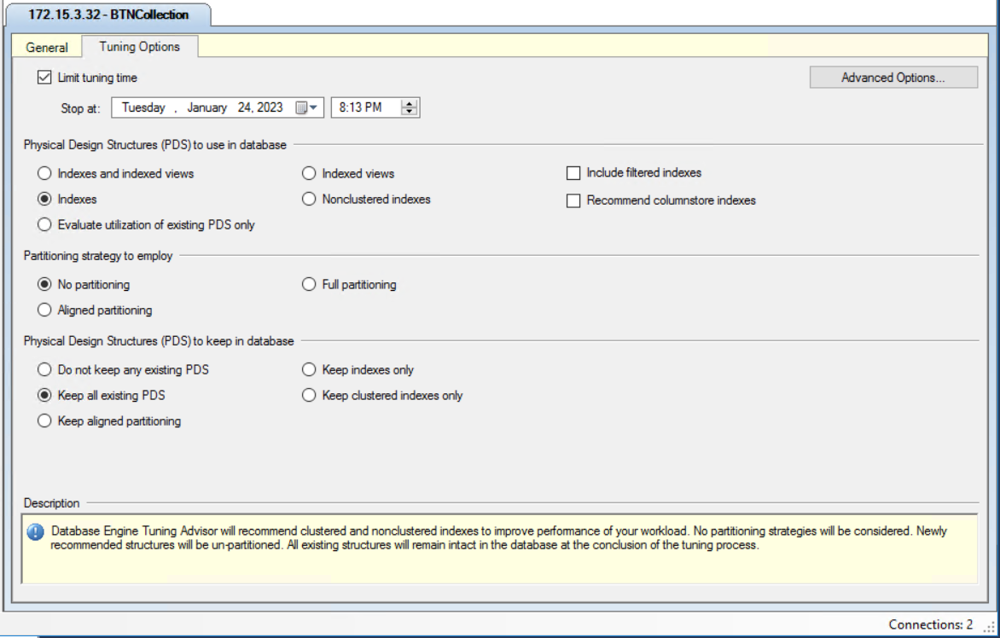 172.15.3.32 - BTNCollection
General Tuning Options
Limit tuning time Advanced Options...
Stop at: Tuesday , January 24, 2023 8:13 PM
Physical Design Structures (PDS) to use in database
Indexes and indexed views Indexed views Include filtered indexes
Indexes Nonclustered indexes Recommend columnstore indexes
Evaluate utilization of existing PDS only
Partitioning strategy to employ
No partitioning Full partitioning
Aligned partitioning
Physical Design Structures (PDS) to keep in database
Do not keep any existing PDS Keep indexes only
Keep all existing PDS Keep clustered indexes only
Keep aligned partitioning
Description
Database Engine Tuning Advisor will recommend clustered and nonclustered indexes to improve performance of your workload. No partitioning strategies will be considered. Newly
recommended structures will be un-partitioned. All existing structures will remain intact in the database at the conclusion of the tuning process.
Connections: 2